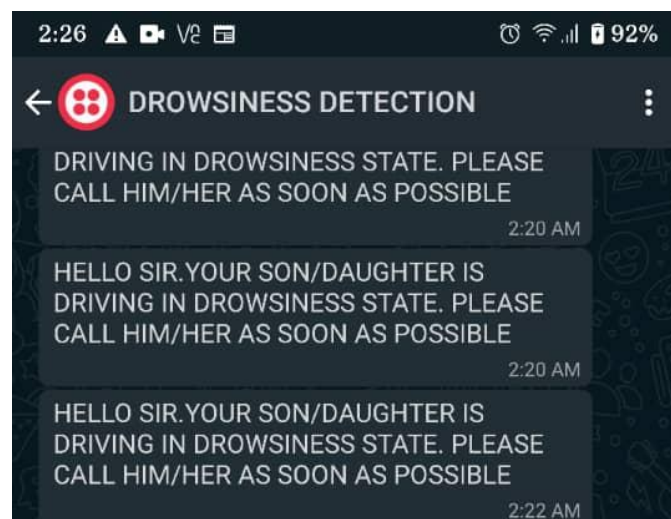 2:26 92%
DROWSINESS DETECTION
DRIVING IN DROWSINESS STATE. PLEASE
CALL HIM/HER AS SOON AS POSSIBLE
2:20 AM
HELLO SIR.YOUR SON/DAUGHTER IS
DRIVING IN DROWSINESS STATE. PLEASE
CALL HIM/HER AS SOON AS POSSIBLE
2:20 AM
HELLO SIR.YOUR SON/DAUGHTER IS
DRIVING IN DROWSINESS STATE. PLEASE
CALL HIM/HER AS SOON AS POSSIBLE
2:22 AM